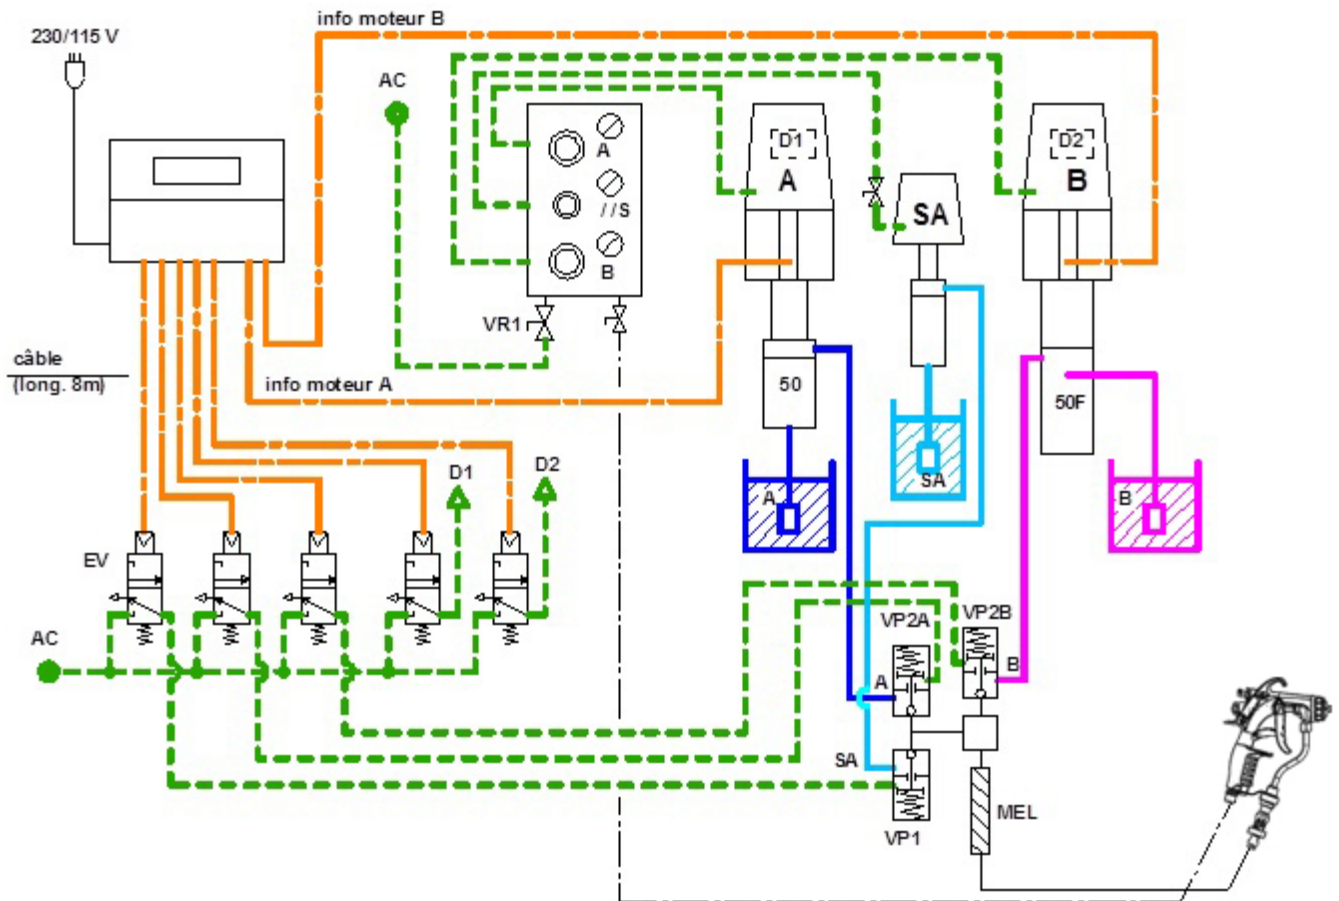 info moteur B
230/115 V
AC
A
//S
B
VR1
D1
A
SA
D2
B
câble
(long. 8m)
info moteur A
50
50F
A
SA
B
D1
D2
EV
AC
VP2A
VP2B
A
B
SA
VP1
MEL